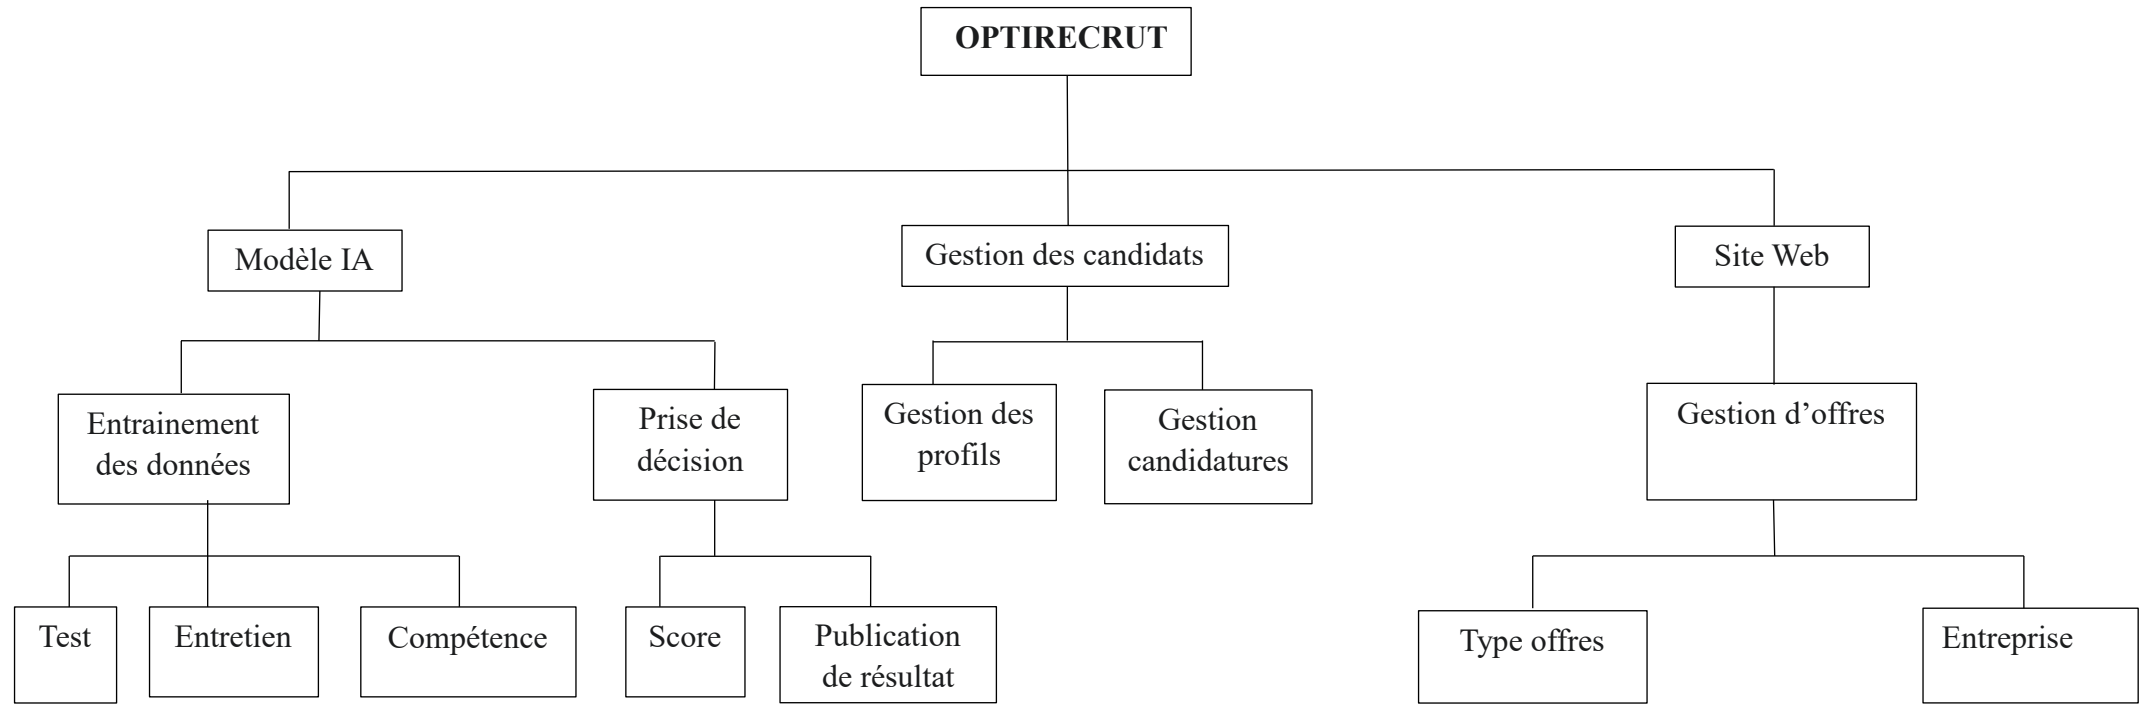 OPTIRECRUT
Modèle IA
Gestion des candidats
Site Web
Entrainement
des données
Prise de
décision
Gestion des
profils
Gestion
candidatures
Gestion d’offres
Test
Entretien
Compétence
Score
Publication
de résultat
Type offres
Entreprise